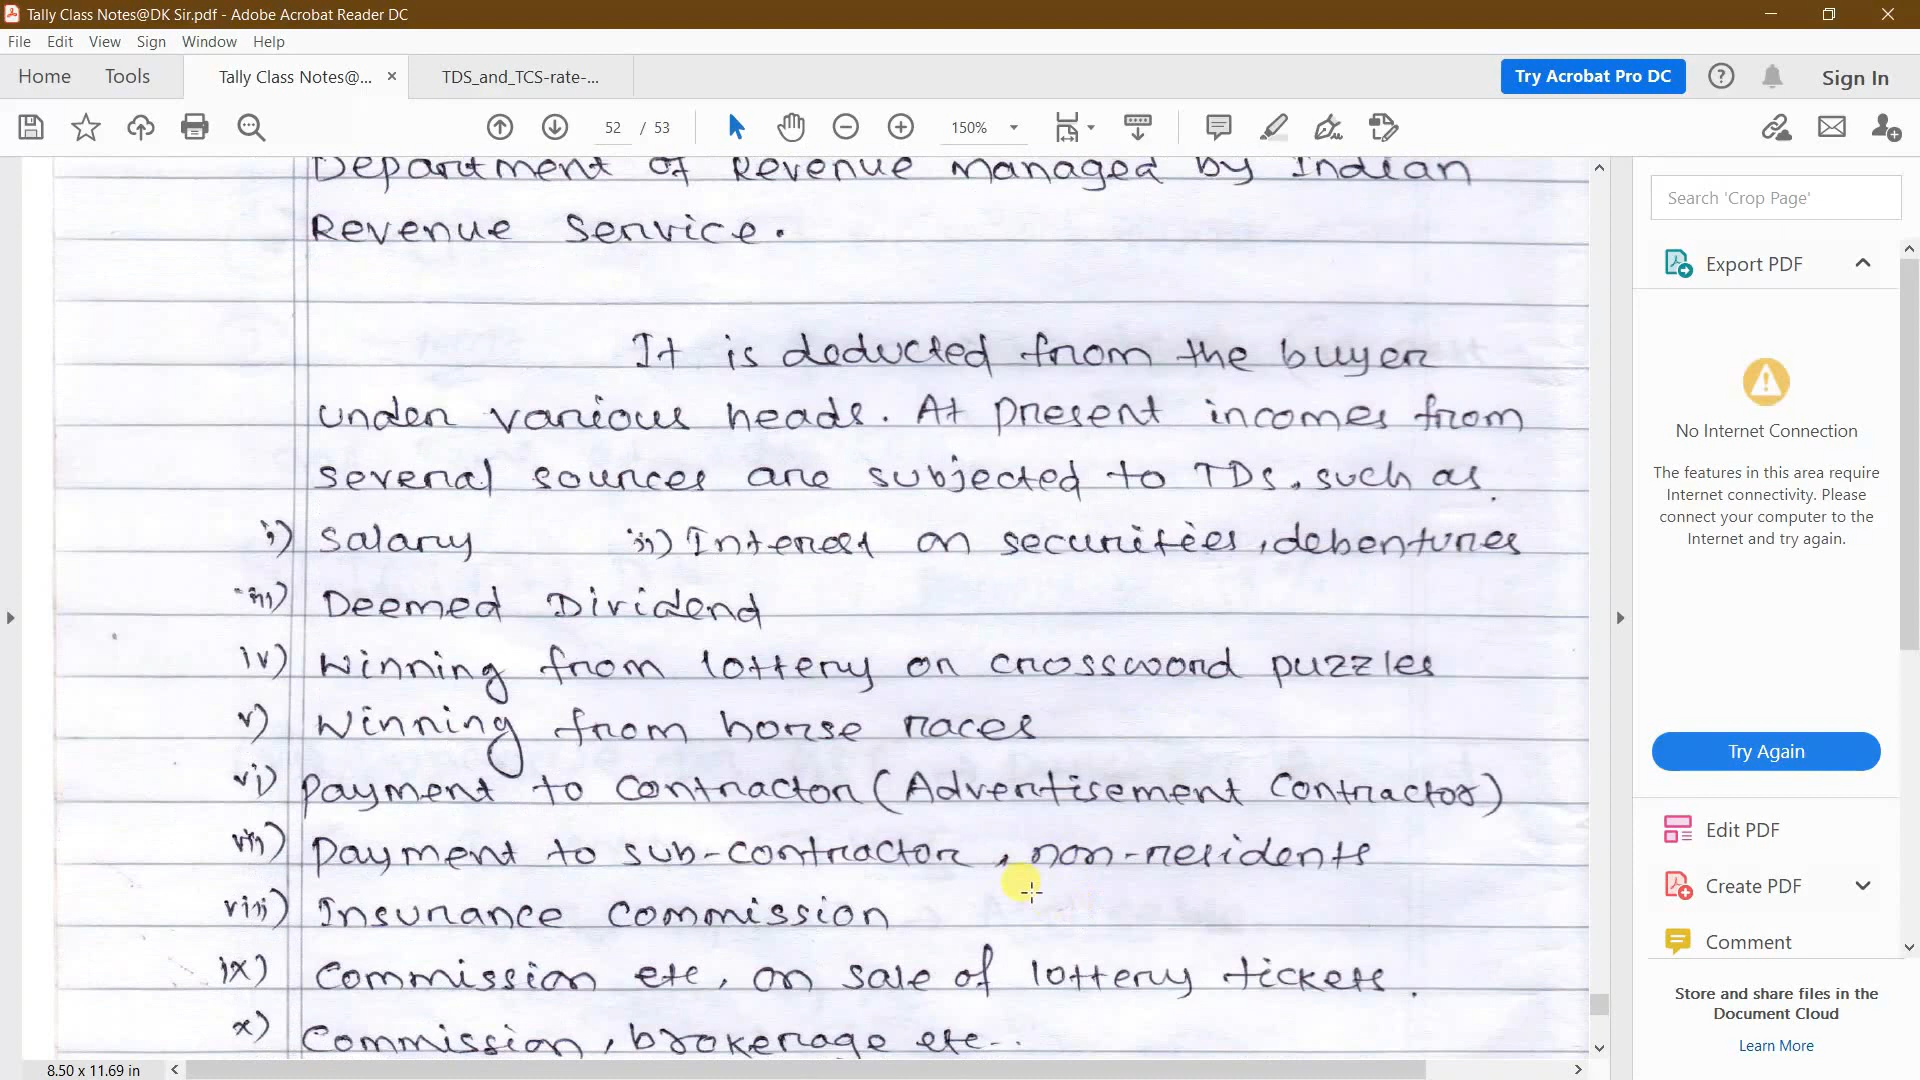 Tally Class Notes@DK Sir.pdf - Adobe Acrobat Reader DC
File Edit View Sign Window Help
Home Tools Tally Class Notes@... × TDS_and_TCS-rate-... Try Acrobat Pro DC Sign In
52 / 53 150%
Department of Revenue managed by Indian
Revenue Service.
It is deducted from the buyer
under various heads. At present incomes from
several sources are subjected to TDS, such as
i) Salary ii) Interest on securities, debentures
iii) Deemed Dividend
iv) Winning from lottery or crossword puzzles
v) Winning from horse races
vi) Payment to contractor (Advertisement Contractor)
vii) Payment to sub-contractor, non-residents
viii) Insurance commission
ix) Commission etc, on sale of lottery tickets.
x) Commission, brokerage etc...
8.50 x 11.69 in
Search 'Crop Page'
Export PDF
No Internet Connection
The features in this area require
Internet connectivity. Please
connect your computer to the
Internet and try again.
Try Again
Edit PDF
Create PDF
Comment
Store and share files in the
Document Cloud
Learn More